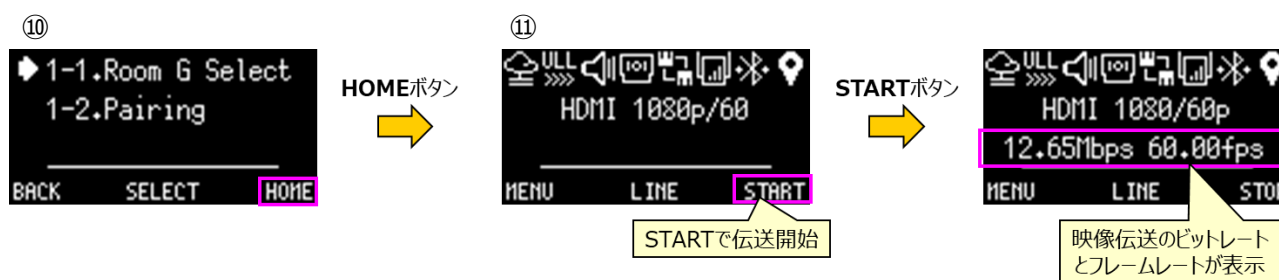 ⑩
1-1.Room G Select
1-2.Pairing
BACK SELECT HOME
HOMEボタン
⑪
ULL
HDMI 1080p/60
MENU LINE START
STARTで伝送開始
STARTボタン
ULL
HDMI 1080/60p
12.65Mbps 60.00fps
MENU LINE STO
映像伝送のビットレート
とフレームレートが表示